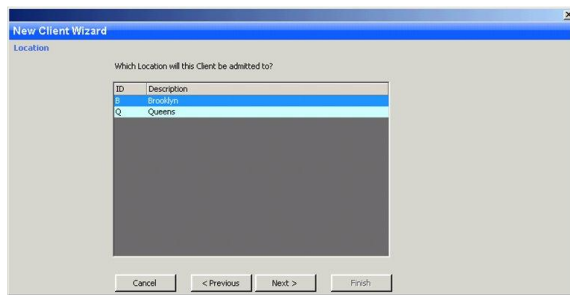 New Client Wizard
Location
Which Location will this Client be admitted to?
ID Description
B Brooklyn
Q Queens
Cancel < Previous Next > Finish